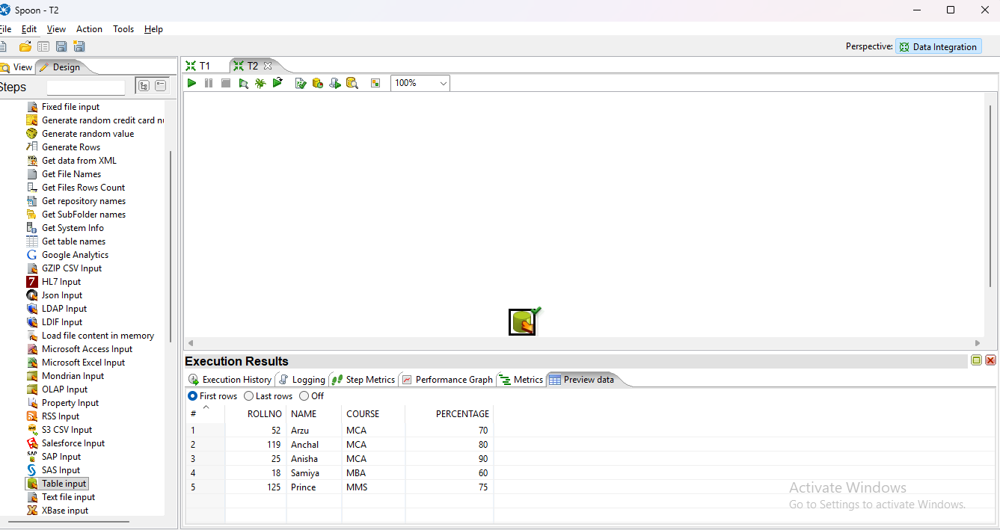 Spoon - T2
File Edit View Action Tools Help
Perspective: Data Integration
View Design
Steps
T1 T2
100%
Fixed file input
Generate random credit card nu
Generate random value
Generate Rows
Get data from XML
Get File Names
Get Files Rows Count
Get repository names
Get SubFolder names
Get System Info
Get table names
Google Analytics
GZIP CSV Input
HL7 Input
Json Input
LDAP Input
LDIF Input
Load file content in memory
Microsoft Access Input
Microsoft Excel Input
Mondrian Input
OLAP Input
Property Input
RSS Input
S3 CSV Input
Salesforce Input
SAP Input
SAS Input
Table input
Text file input
XBase input
Execution Results
Execution History Logging Step Metrics Performance Graph Metrics Preview data
First rows Last rows Off
# ROLLNO NAME COURSE PERCENTAGE
1 52 Arzu MCA 70
2 119 Anchal MCA 80
3 25 Anisha MCA 90
4 18 Samiya MBA 60
5 125 Prince MMS 75
Activate Windows
Go to Settings to activate Windows.